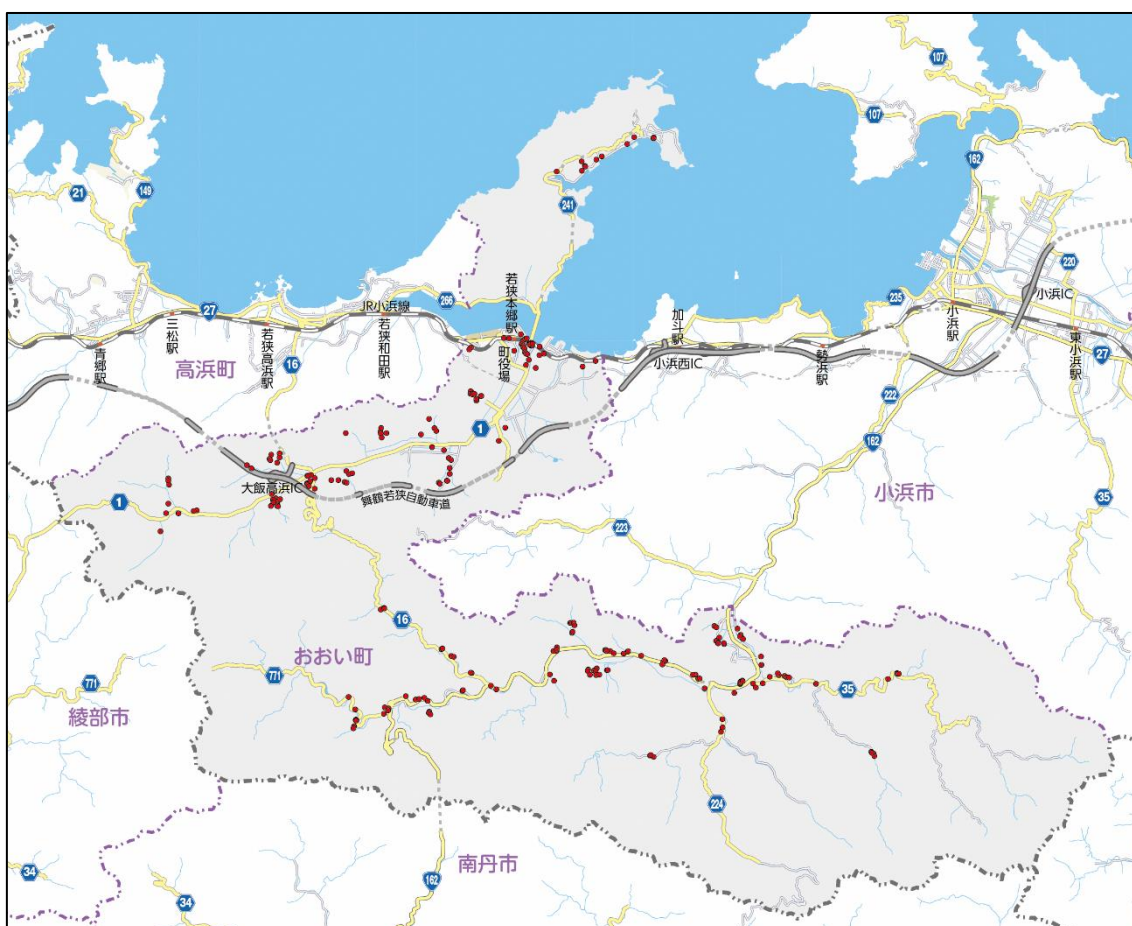 107
107
162
21
149
241
220
小浜IC
266
若狭本郷駅
235
JR小浜線
27
加斗駅
小浜駅
三松駅
若狭高浜駅
若狭和田駅
町役場
小浜西IC
勢浜駅
東小浜駅
27
青郷駅
16
高浜町
222
1
162
大飯高浜IC
舞鶴若狭自動車道
小浜市
35
1
223
16
おおい町
771
771
35
綾部市
224
南丹市
34
162
34